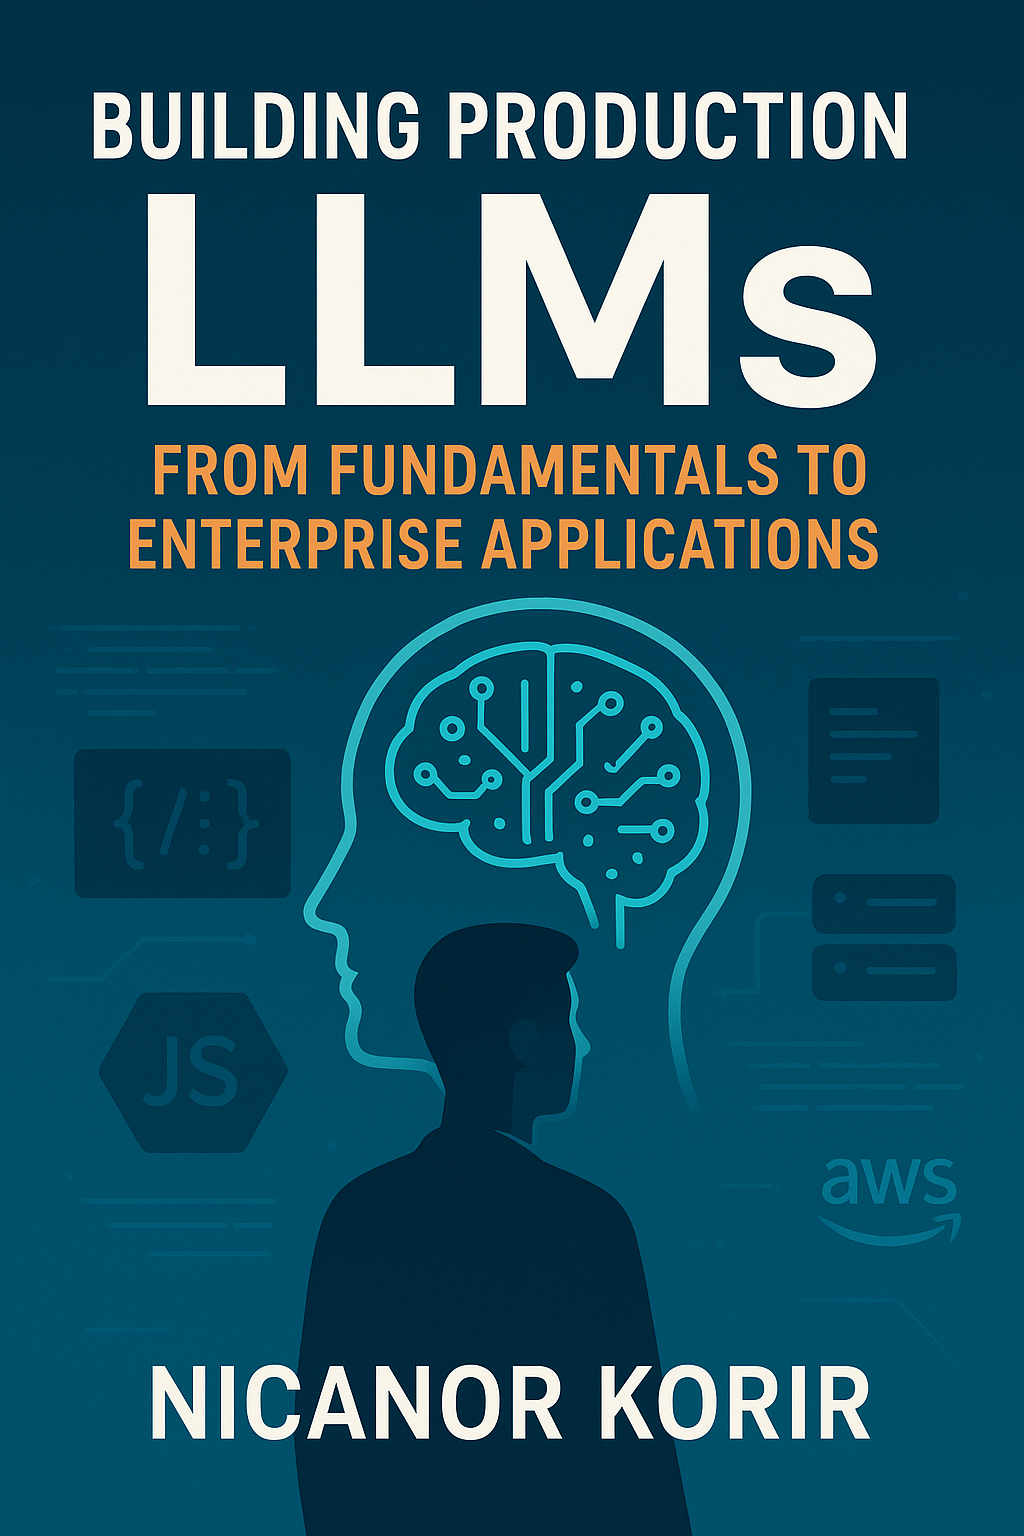 BUILDING PRODUCTION
LLMs
FROM FUNDAMENTALS TO
ENTERPRISE APPLICATIONS
{/:}
JS
aws
NICANOR KORIR